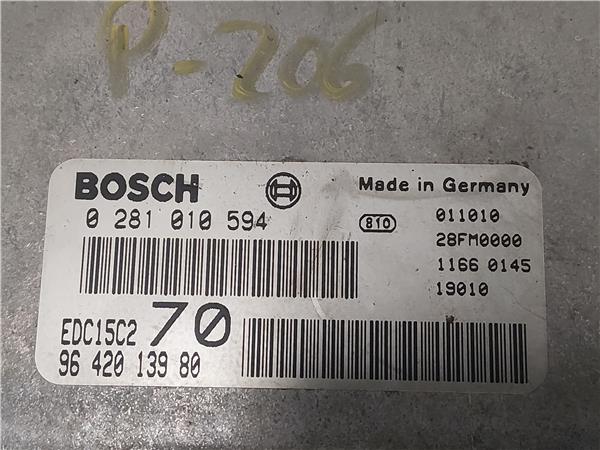 P-206
BOSCH
Made in Germany
0 281 010 594
810
011010
28FM0000
1166 0145
19010
EDC15C2 70
96 420 139 80